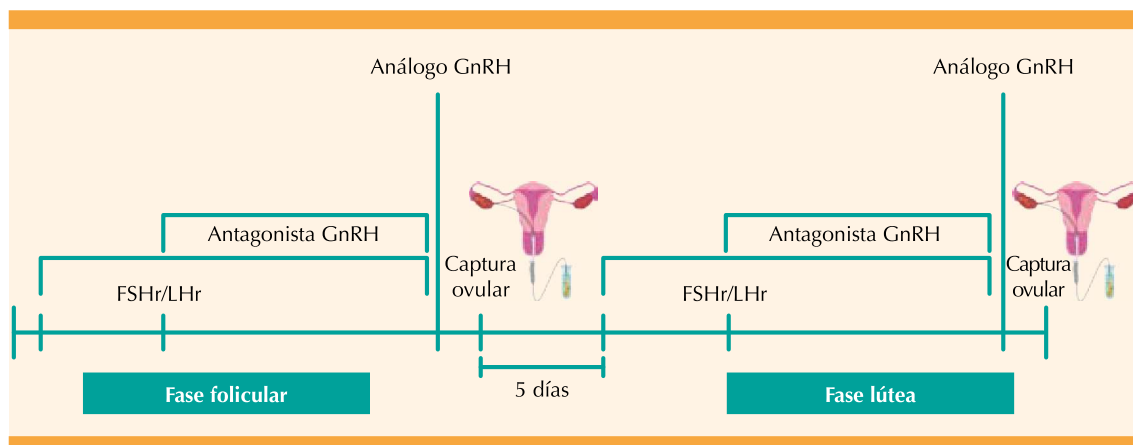 Análogo GnRH
Análogo GnRH
Antagonista GnRH
Antagonista GnRH
Captura
ovular
Captura
ovular
FSHr/LHr
FSHr/LHr
5 días
Fase folicular
Fase lútea